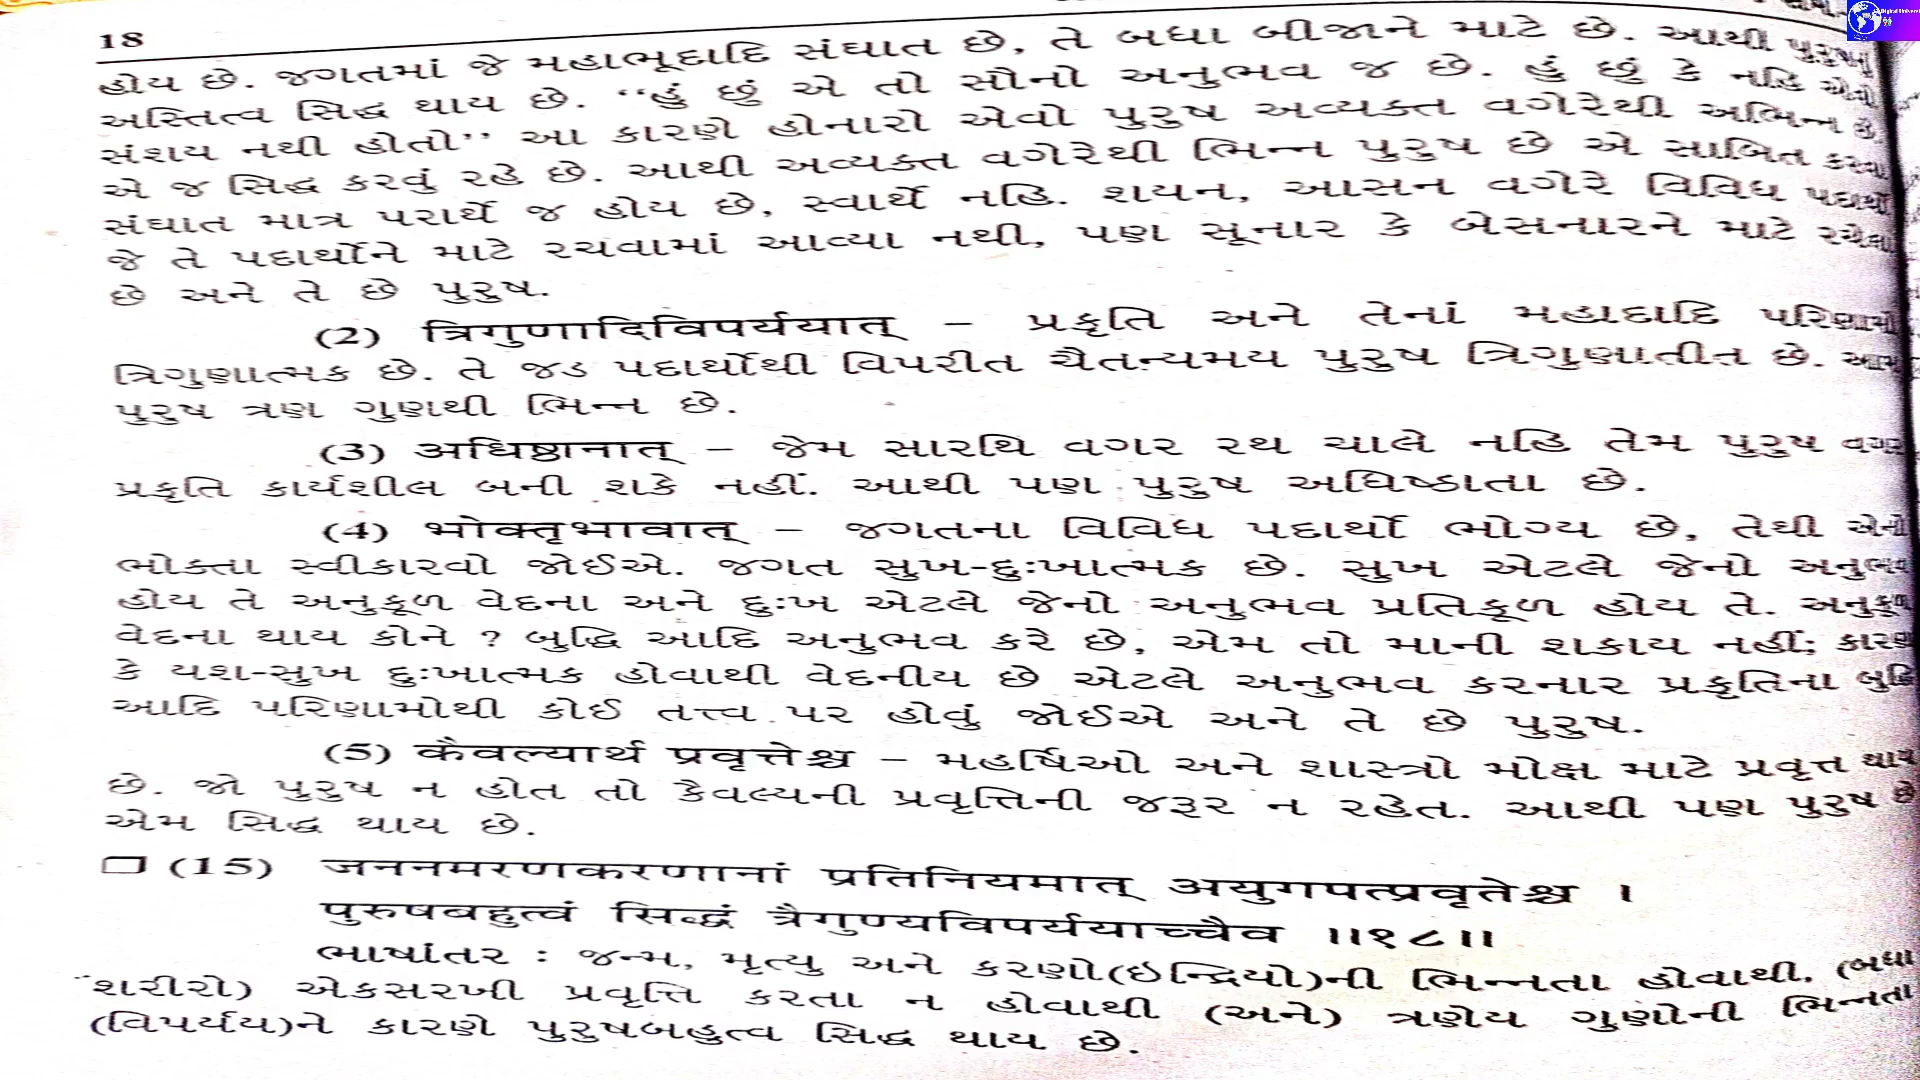 Digital Univers
18
હોય છે. જગતમાં જે મહાભૂદાદિ સંઘાત છે, તે બધા બીજાને માટે છે. આથી પુરુષનું
અસ્તિત્વ સિદ્ધ થાય છે. “હું છું એ તો સૌનો અનુભવ જ છે. હું છું કે નહિ એનો
સંશય નથી હોતો” આ કારણે હોનારો એવો પુરુષ અવ્યક્ત વગેરેથી અભિન્ન છે,
એ જ સિદ્ધ કરવું રહે છે. આથી અવ્યક્ત વગેરેથી ભિન્ન પુરુષ છે એ સાબિત કરવા
સંઘાત માત્ર પરાર્થે જ હોય છે, સ્વાર્થે નહિ. શયન, આસન વગેરે વિવિધ પદાર્થો
જે તે પદાર્થોને માટે રચવામાં આવ્યા નથી, પણ સૂનાર કે બેસનારને માટે રચેલા
છે અને તે છે પુરુષ.
(2) त्रिगुणादिविपर्ययात् – પ્રકૃતિ અને તેનાં મહાદાદિ પરિણામો
ત્રિગુણાત્મક છે. તે જડ પદાર્થોથી વિપરીત ચૈતન્યમય પુરુષ ત્રિગુણાતીત છે. આમ
પુરુષ ત્રણ ગુણથી ભિન્ન છે.
(3) अधिष्ठानात् – જેમ સારથિ વગર રથ ચાલે નહિ તેમ પુરુષ વગર
પ્રકૃતિ કાર્યશીલ બની શકે નહીં. આથી પણ પુરુષ અધિષ્ઠાતા છે.
(4) भोक्तृभावात् – જગતના વિવિધ પદાર્થો ભોગ્ય છે, તેથી એનો
ભોક્તા સ્વીકારવો જોઈએ. જગત સુખ-દુઃખાત્મક છે. સુખ એટલે જેનો અનુભવ
હોય તે અનુકૂળ વેદના અને દુઃખ એટલે જેનો અનુભવ પ્રતિકૂળ હોય તે. અનુકૂળ
વેદના થાય કોને ? બુદ્ધિ આદિ અનુભવ કરે છે, એમ તો માની શકાય નહીં; કારણ
કે યશ-સુખ દુઃખાત્મક હોવાથી વેદનીય છે એટલે અનુભવ કરનાર પ્રકૃતિના બુદ્ધિ
આદિ પરિણામોથી કોઈ તત્ત્વ પર હોવું જોઈએ અને તે છે પુરુષ.
(5) कैवल्यार्थ प्रवृत्तेश्च – મહર્ષિઓ અને શાસ્ત્રો મોક્ષ માટે પ્રવૃત્ત થાય
છે. જો પુરુષ ન હોત તો કૈવલ્યની પ્રવૃત્તિની જરૂર ન રહેત. આથી પણ પુરુષ છે
એમ સિદ્ધ થાય છે.
(15) जननमरणकरणानां प्रतिनियमात् अयुगपत्प्रवृतेश्च ।
पुरुषबहुत्वं सिद्धं त्रैगुण्यविपर्ययाच्चैव ।।१८।।
ભાષાંતર : જન્મ, મૃત્યુ અને કરણો(ઇન્દ્રિયો)ની ભિન્નતા હોવાથી. (બધા
શરીરો) એકસરખી પ્રવૃત્તિ કરતા ન હોવાથી (અને) ત્રણેય ગુણોની ભિન્નતા
(વિપર્યય)ને કારણે પુરુષબહુત્વ સિદ્ધ થાય છે.